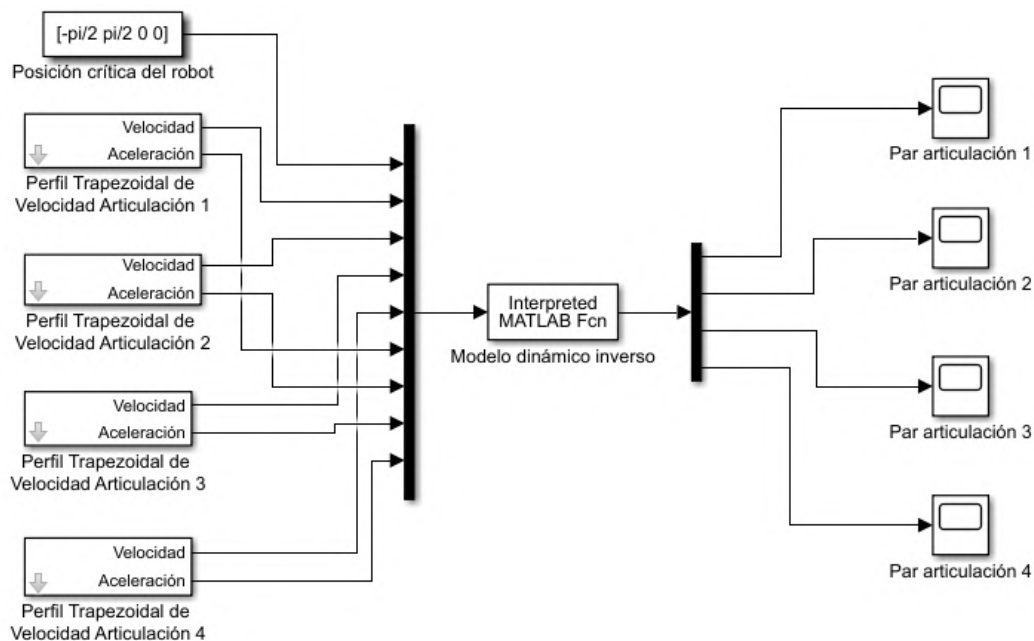 [-pi/2 pi/2 0 0]
Posición crítica del robot
Velocidad
Aceleración
Perfil Trapezoidal de
Velocidad Articulación 1
Velocidad
Aceleración
Perfil Trapezoidal de
Velocidad Articulación 2
Velocidad
Aceleración
Perfil Trapezoidal de
Velocidad Articulación 3
Velocidad
Aceleración
Perfil Trapezoidal de
Velocidad Articulación 4
Interpreted
MATLAB Fcn
Modelo dinámico inverso
Par articulación 1
Par articulación 2
Par articulación 3
Par articulación 4